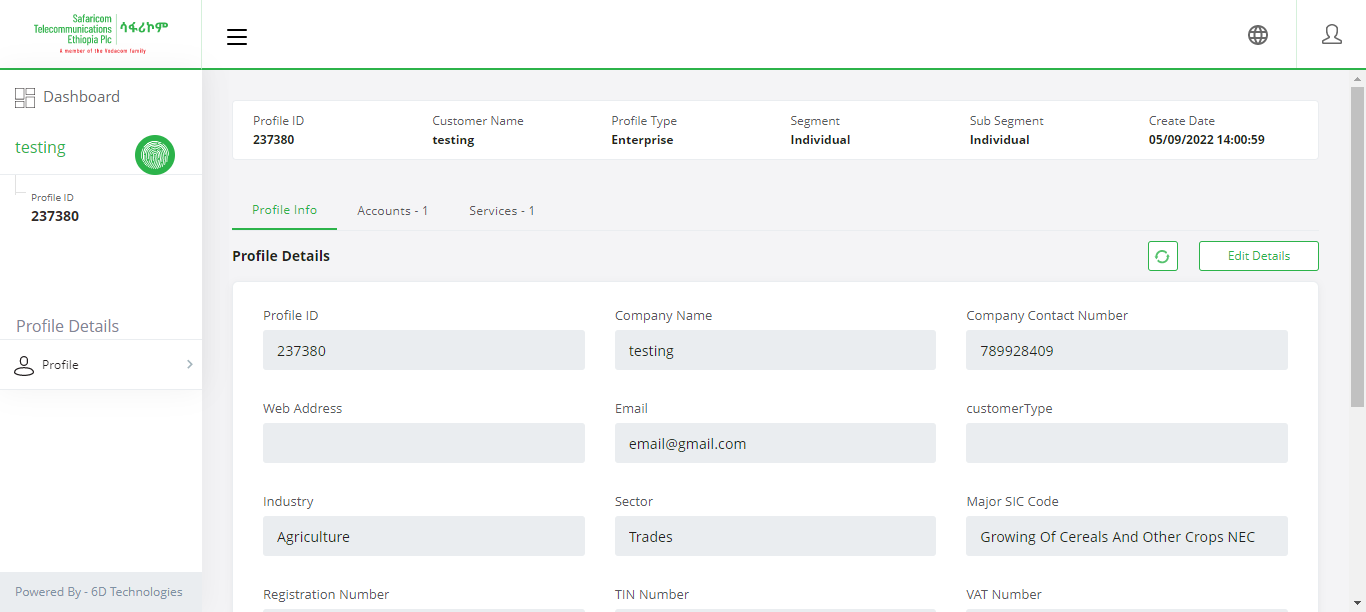 Safaricom
Telecommunications
Ethiopia Plc
ሳፋሪኮም
A member of the Vodacom family
Dashboard
testing
Profile ID
237380
Profile Details
Profile
Powered By - 6D Technologies
Profile ID
237380
Customer Name
testing
Profile Type
Enterprise
Segment
Individual
Sub Segment
Individual
Create Date
05/09/2022 14:00:59
Profile Info
Accounts - 1
Services - 1
Profile Details
Edit Details
Profile ID
237380
Company Name
testing
Company Contact Number
789928409
Web Address
Email
email@gmail.com
customerType
Industry
Agriculture
Sector
Trades
Major SIC Code
Growing Of Cereals And Other Crops NEC
Registration Number
TIN Number
VAT Number